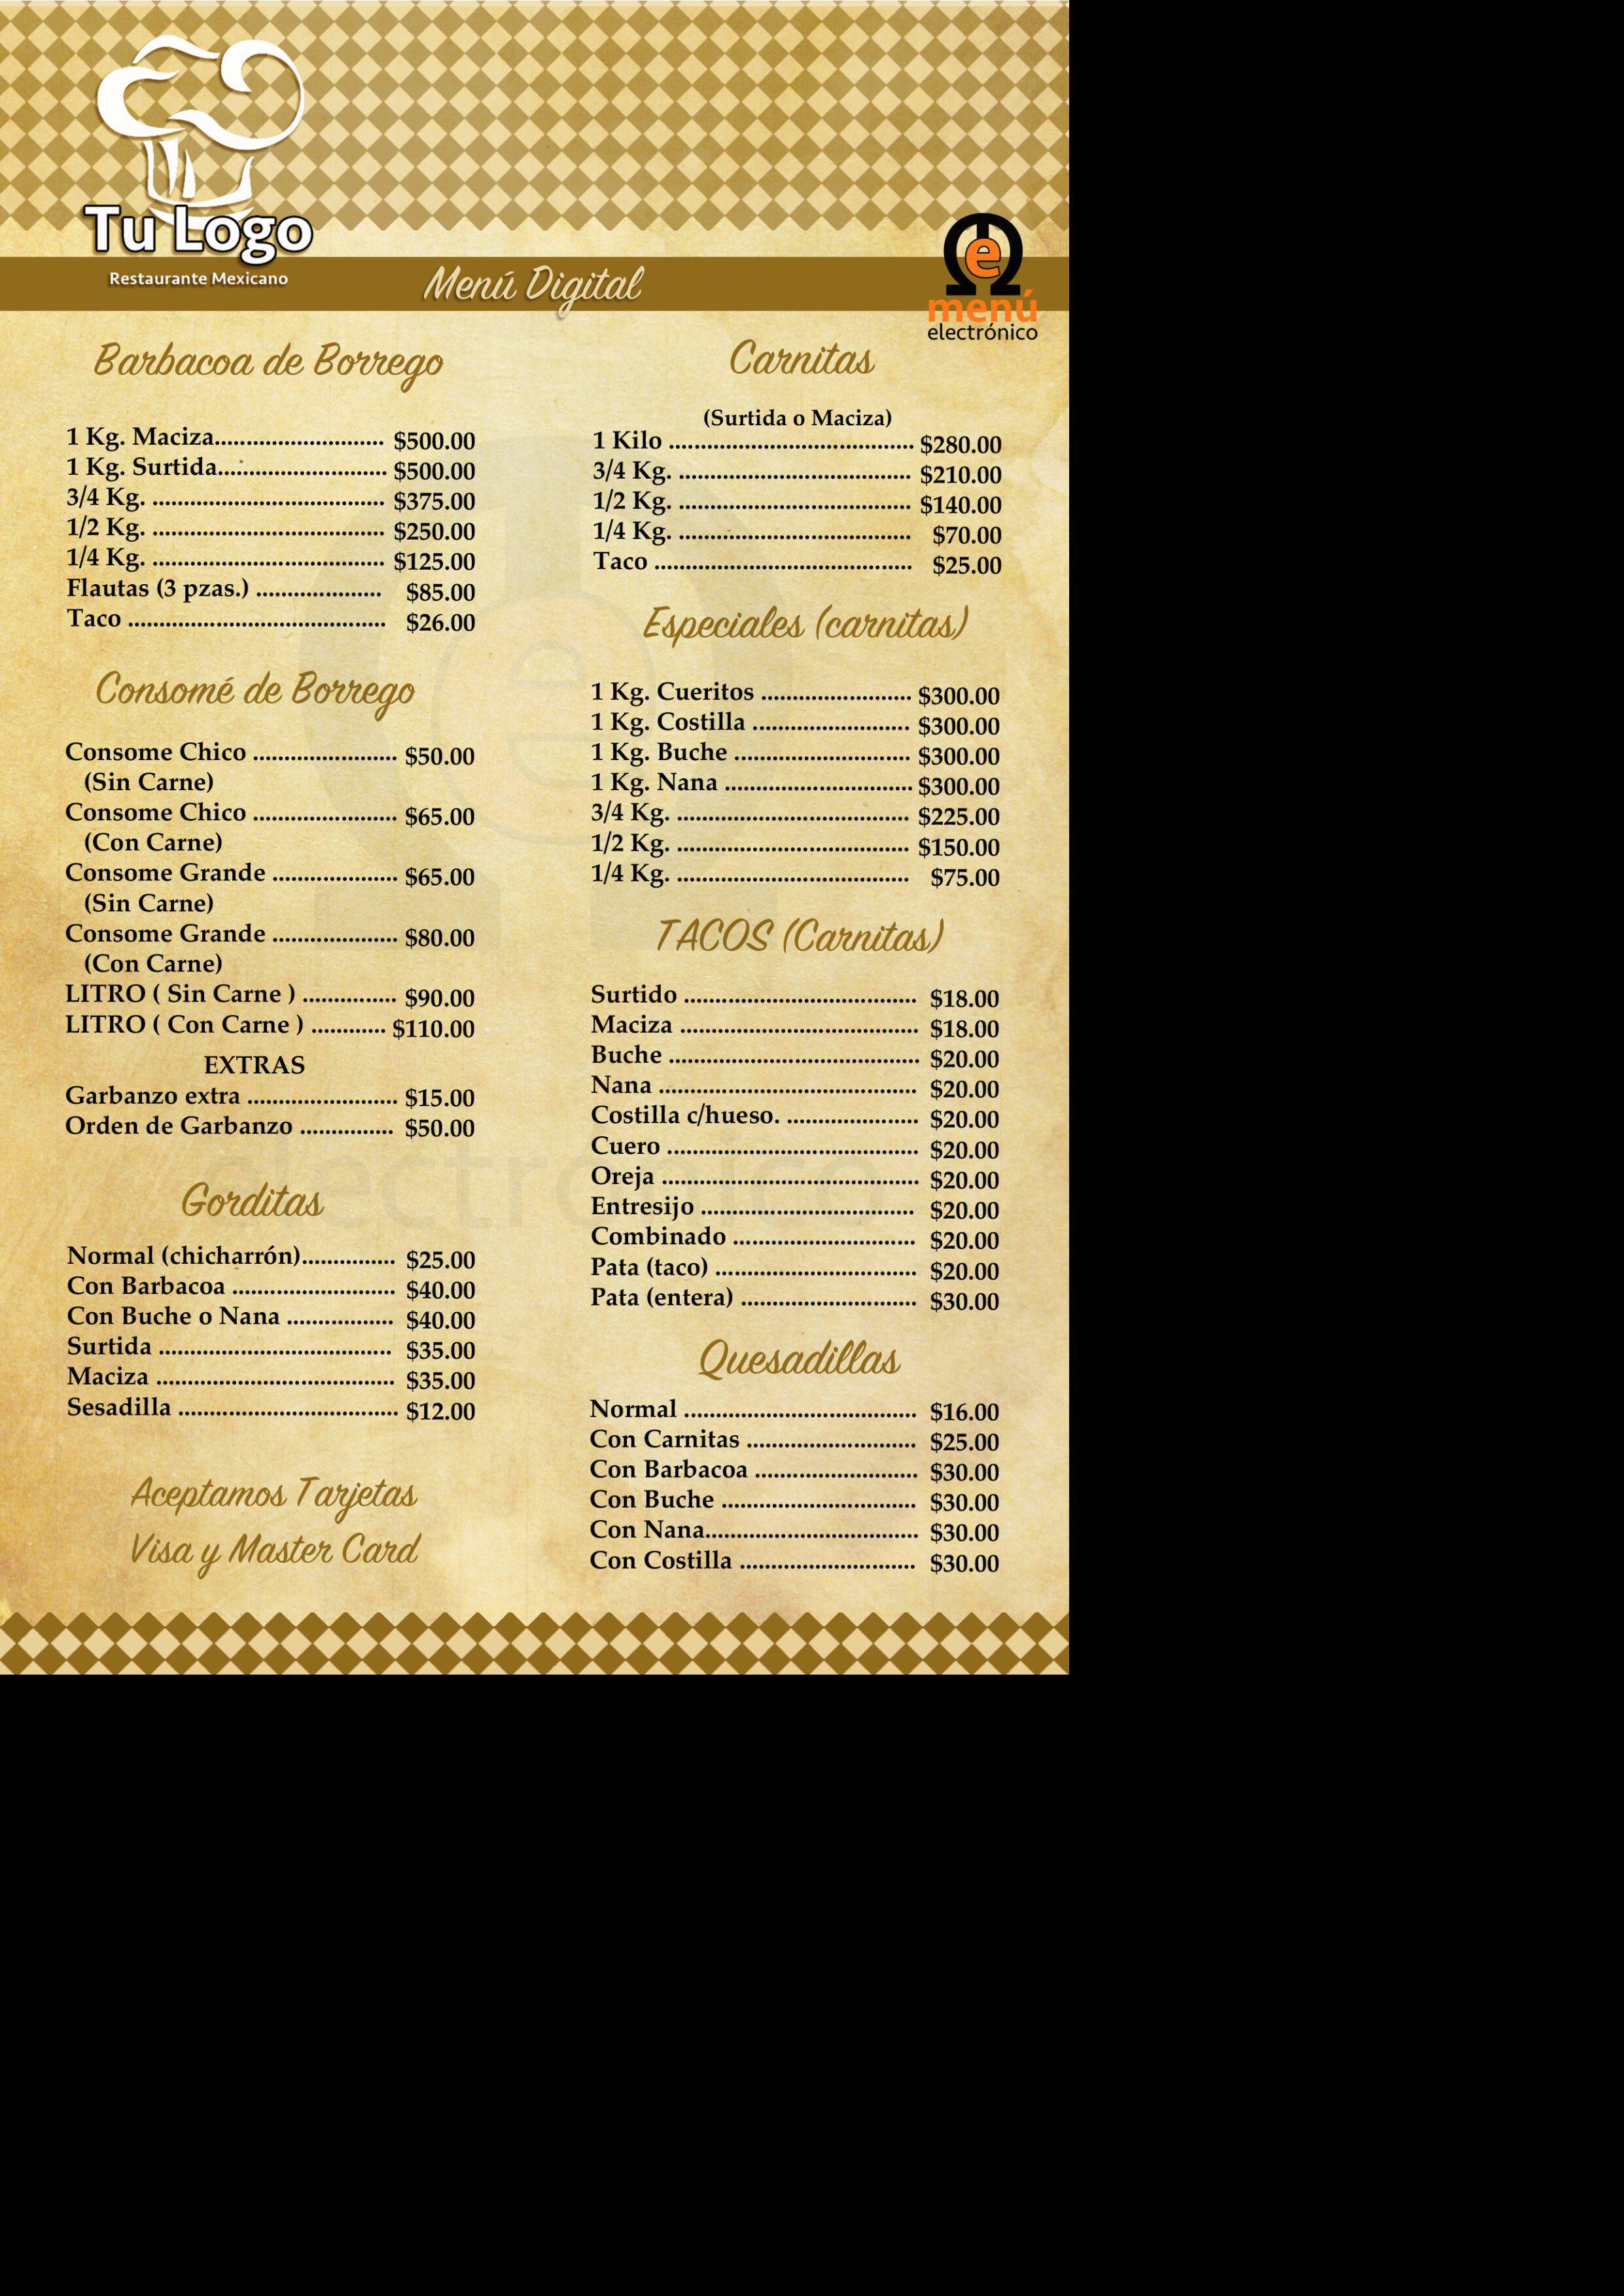 Tu Logo
Restaurante Mexicano
Menú Digital
e
menú
electrónico
Barbacoa de Borrego
1 Kg. Maciza........................... $500.00
1 Kg. Surtida........................... $500.00
3/4 Kg. ..................................... $375.00
1/2 Kg. ..................................... $250.00
1/4 Kg. ..................................... $125.00
Flautas (3 pzas.) .................... $85.00
Taco ......................................... $26.00
Consomé de Borrego
Consome Chico ....................... $50.00
(Sin Carne)
Consome Chico ....................... $65.00
(Con Carne)
Consome Grande .................... $65.00
(Sin Carne)
Consome Grande .................... $80.00
(Con Carne)
LITRO ( Sin Carne ) ............... $90.00
LITRO ( Con Carne ) ............ $110.00
EXTRAS
Garbanzo extra ........................ $15.00
Orden de Garbanzo ............... $50.00
Gorditas
Normal (chicharrón)............... $25.00
Con Barbacoa .......................... $40.00
Con Buche o Nana ................. $40.00
Surtida ..................................... $35.00
Maciza ...................................... $35.00
Sesadilla ................................... $12.00
Aceptamos Tarjetas
Visa y Master Card
Carnitas
(Surtida o Maciza)
1 Kilo ....................................... $280.00
3/4 Kg. ..................................... $210.00
1/2 Kg. ..................................... $140.00
1/4 Kg. ..................................... $70.00
Taco ......................................... $25.00
Especiales (carnitas)
1 Kg. Cueritos ........................ $300.00
1 Kg. Costilla ......................... $300.00
1 Kg. Buche ............................ $300.00
1 Kg. Nana .............................. $300.00
3/4 Kg. ..................................... $225.00
1/2 Kg. ..................................... $150.00
1/4 Kg. ..................................... $75.00
TACOS (Carnitas)
Surtido ..................................... $18.00
Maciza ...................................... $18.00
Buche ........................................ $20.00
Nana ......................................... $20.00
Costilla c/hueso. ..................... $20.00
Cuero ........................................ $20.00
Oreja ......................................... $20.00
Entresijo .................................. $20.00
Combinado ............................. $20.00
Pata (taco) ................................ $20.00
Pata (entera) ............................ $30.00
Quesadillas
Normal ..................................... $16.00
Con Carnitas ........................... $25.00
Con Barbacoa .......................... $30.00
Con Buche ............................... $30.00
Con Nana.................................. $30.00
Con Costilla ............................ $30.00